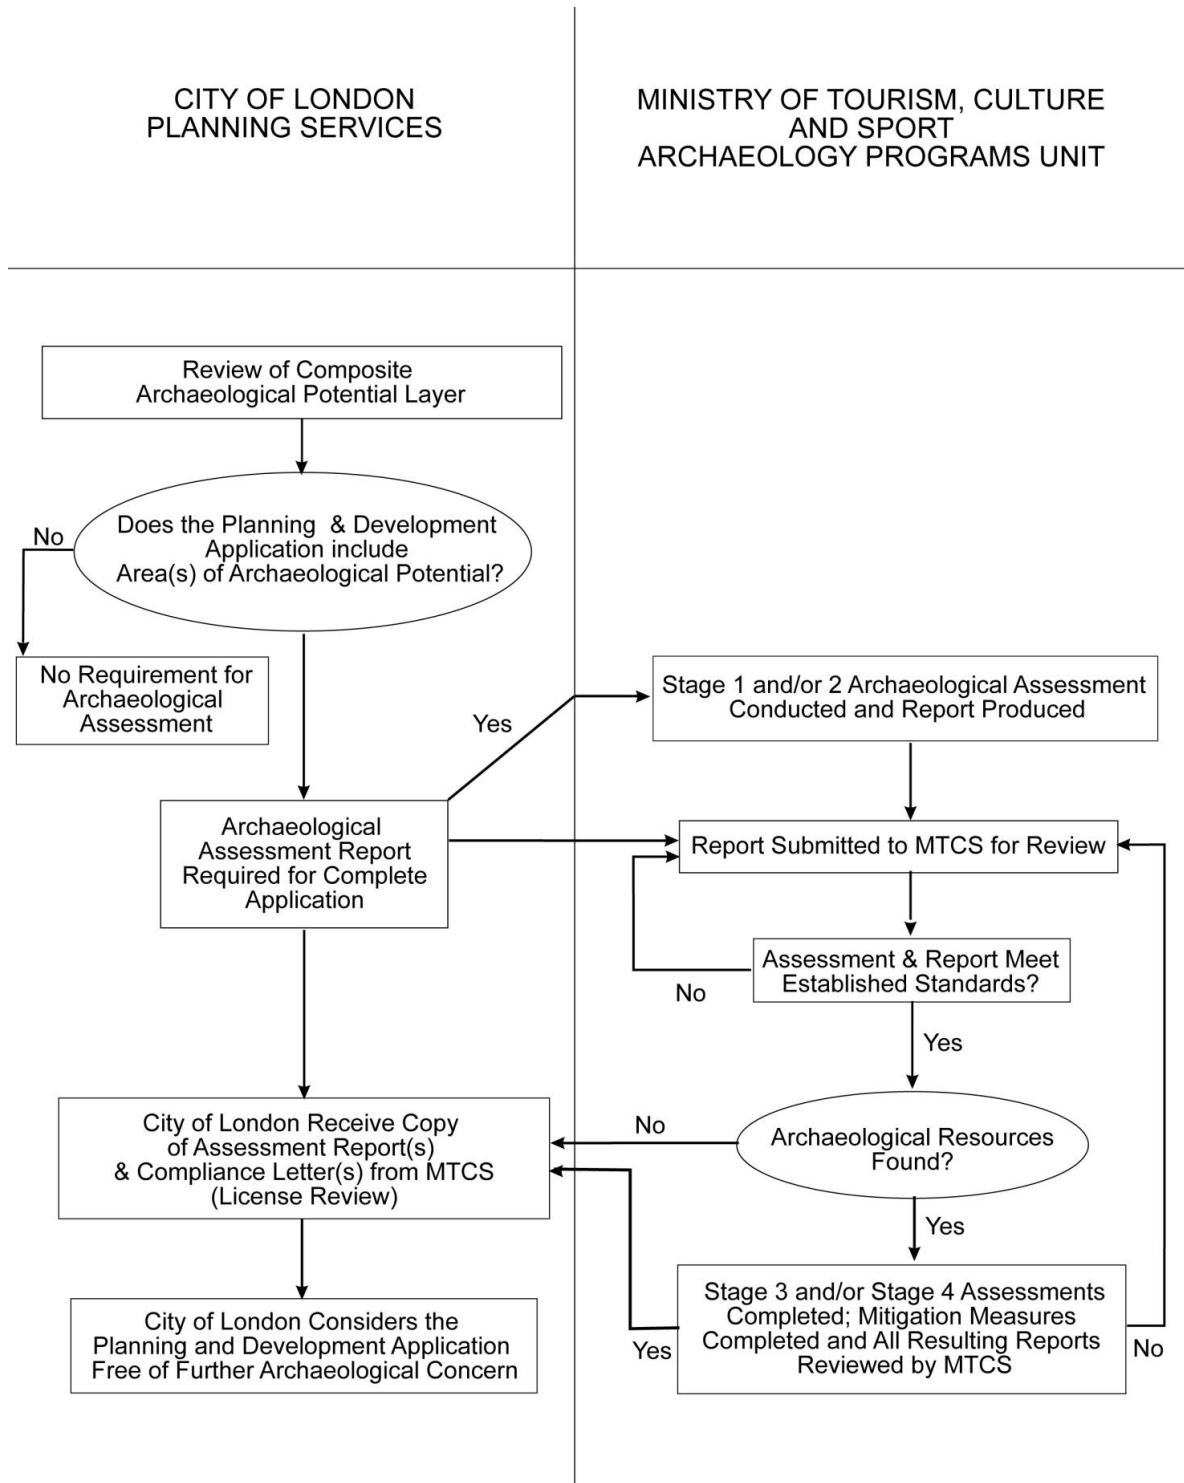 CITY OF LONDON
PLANNING SERVICES
MINISTRY OF TOURISM, CULTURE
AND SPORT
ARCHAEOLOGY PROGRAMS UNIT
Review of Composite
Archaeological Potential Layer
Does the Planning & Development
Application include
Area(s) of Archaeological Potential?
No
No Requirement for
Archaeological
Assessment
Yes
Stage 1 and/or 2 Archaeological Assessment
Conducted and Report Produced
Archaeological
Assessment Report
Required for Complete
Application
Report Submitted to MTCS for Review
Assessment & Report Meet
Established Standards?
No
Yes
Archaeological Resources
Found?
No
Yes
City of London Receive Copy
of Assessment Report(s)
& Compliance Letter(s) from MTCS
(License Review)
Stage 3 and/or Stage 4 Assessments
Completed; Mitigation Measures
Completed and All Resulting Reports
Reviewed by MTCS
Yes
No
City of London Considers the
Planning and Development Application
Free of Further Archaeological Concern